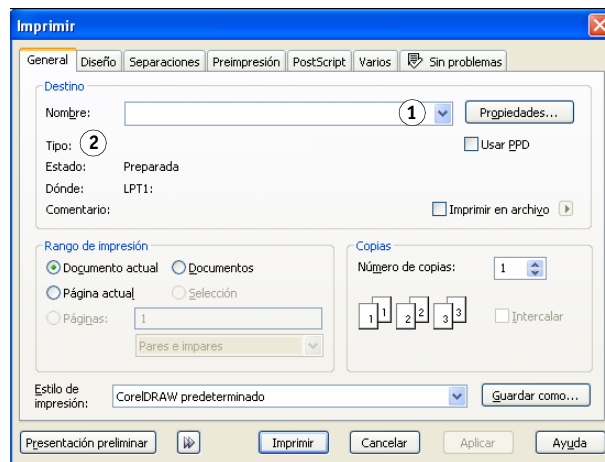 Imprimir
General Diseño Separaciones Preimpresión PostScript Varios Sin problemas
Destino
Nombre: 1 Propiedades...
Tipo: 2 Usar PPD
Estado: Preparada
Dónde: LPT1:
Comentario: Imprimir en archivo
Rango de impresión Copias
Documento actual Documentos Número de copias: 1
Página actual Selección
Páginas: 1 1 1 2 2 3 3 Intercalar
Pares e impares
Estilo de impresión: CorelDRAW predeterminado Guardar como...
Presentación preliminar Imprimir Cancelar Aplicar Ayuda